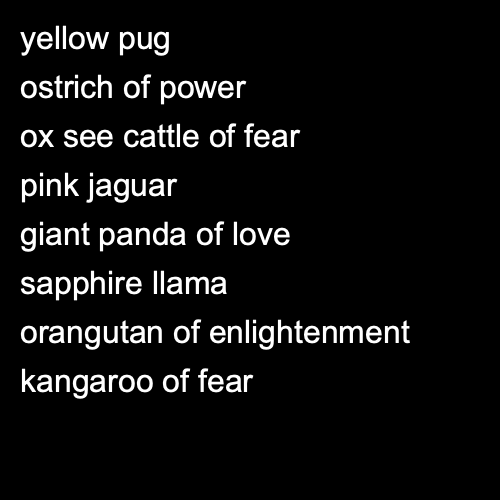 yellow pug
ostrich of power
ox see cattle of fear
pink jaguar
giant panda of love
sapphire llama
orangutan of enlightenment
kangaroo of fear